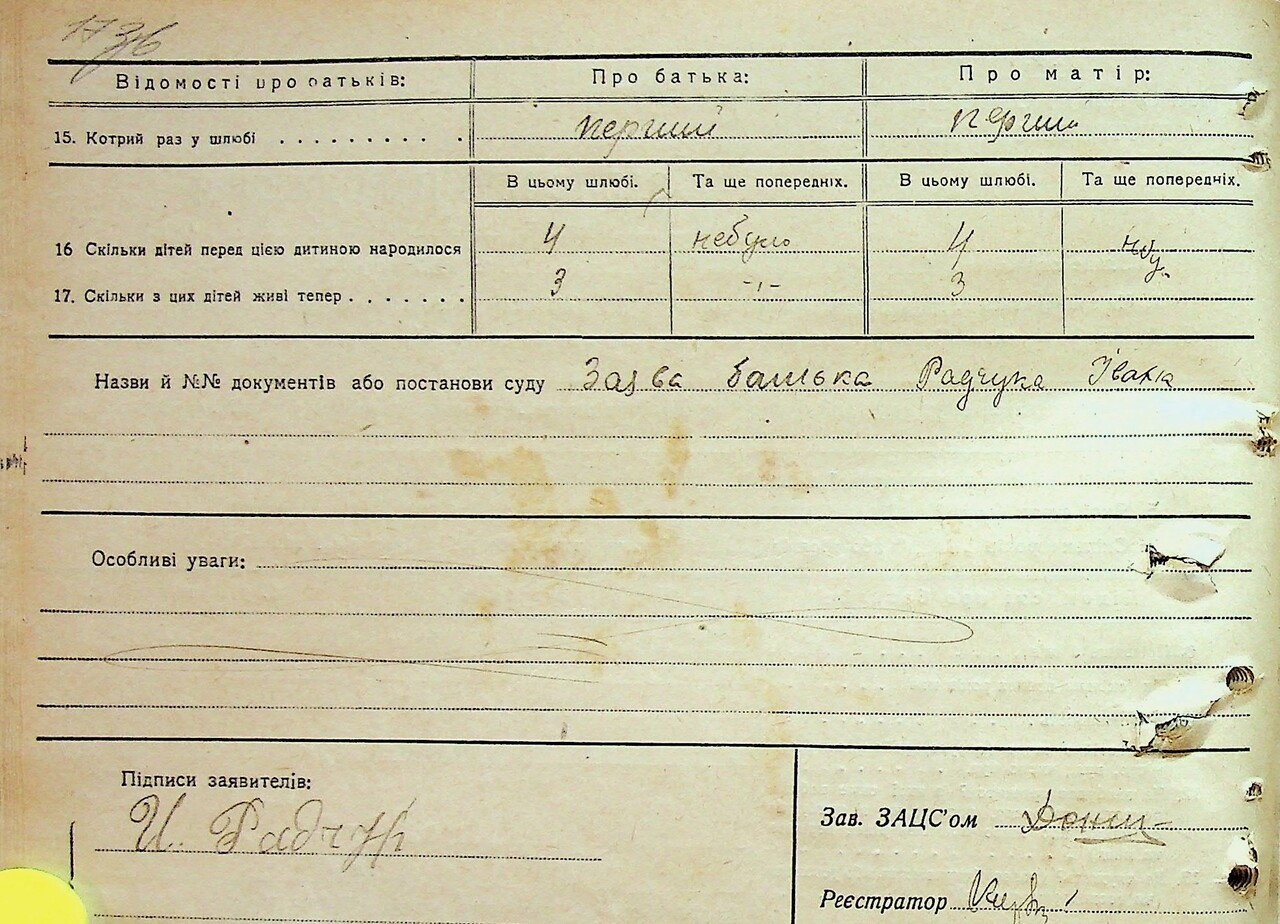 1736
Відомості про батьків: Про батька: Про матір:
15. Котрий раз у шлюбі . . . . . . . . . перший перший
В цьому шлюбі. Та ще попередніх. В цьому шлюбі. Та ще попередніх.
16 Скільки дітей перед цією дитиною народилося 4 небуло 4 небу
17. Скільки з цих дітей живі тепер . . . . . . . 3 -ı- 3
Назви й №№ документів або постанови суду Заява батька Радчука Івана
Особливі уваги:
Підписи заявителів:
И. Радчук
Зав. ЗАЦС'ом
Реєстратор